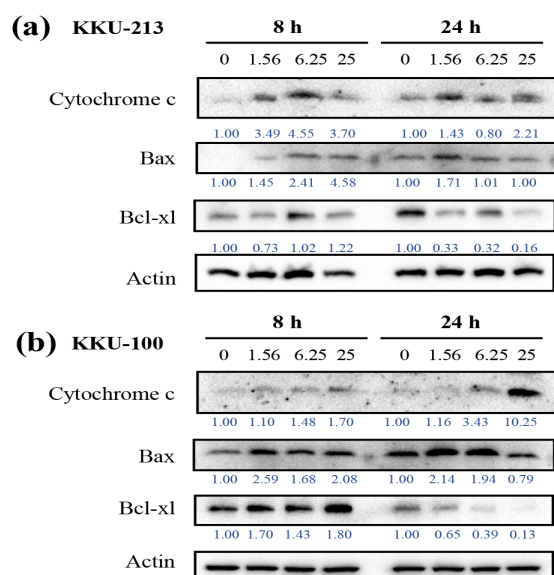 (a) KKU-213 8 h 24 h
0 1.56 6.25 25 0 1.56 6.25 25
Cytochrome c
1.00 3.49 4.55 3.70 1.00 1.43 0.80 2.21
Bax
1.00 1.45 2.41 4.58 1.00 1.71 1.01 1.00
Bcl-xl
1.00 0.73 1.02 1.22 1.00 0.33 0.32 0.16
Actin
(b) KKU-100 8 h 24 h
0 1.56 6.25 25 0 1.56 6.25 25
Cytochrome c
1.00 1.10 1.48 1.70 1.00 1.16 3.43 10.25
Bax
1.00 2.59 1.68 2.08 1.00 2.14 1.94 0.79
Bcl-xl
1.00 1.70 1.43 1.80 1.00 0.65 0.39 0.13
Actin